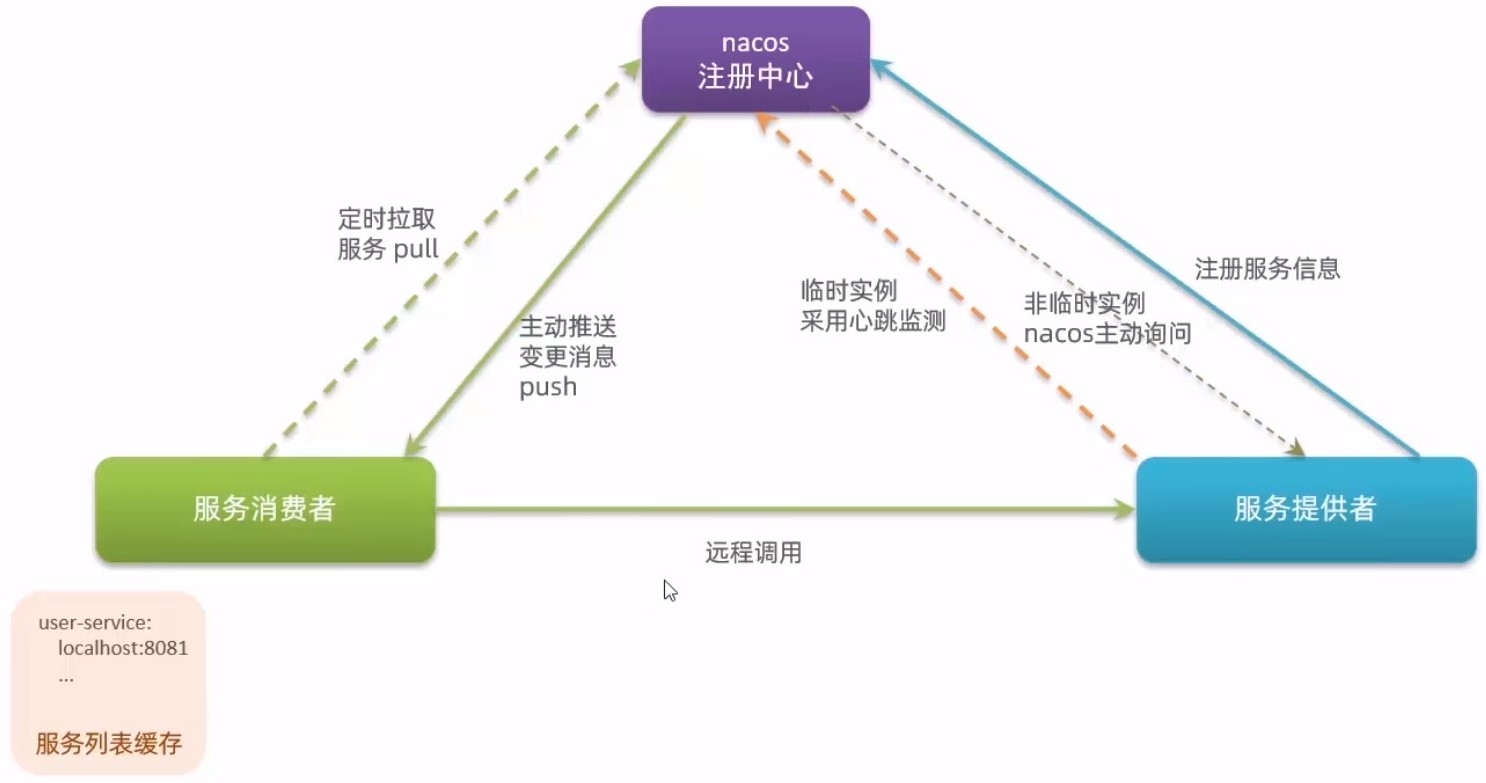 nacos
注册中心
定时拉取
服务 pull
主动推送
变更消息
push
临时实例
采用心跳监测
非临时实例
nacos主动询问
注册服务信息
服务消费者
远程调用
服务提供者
user-service:
localhost:8081
...
服务列表缓存